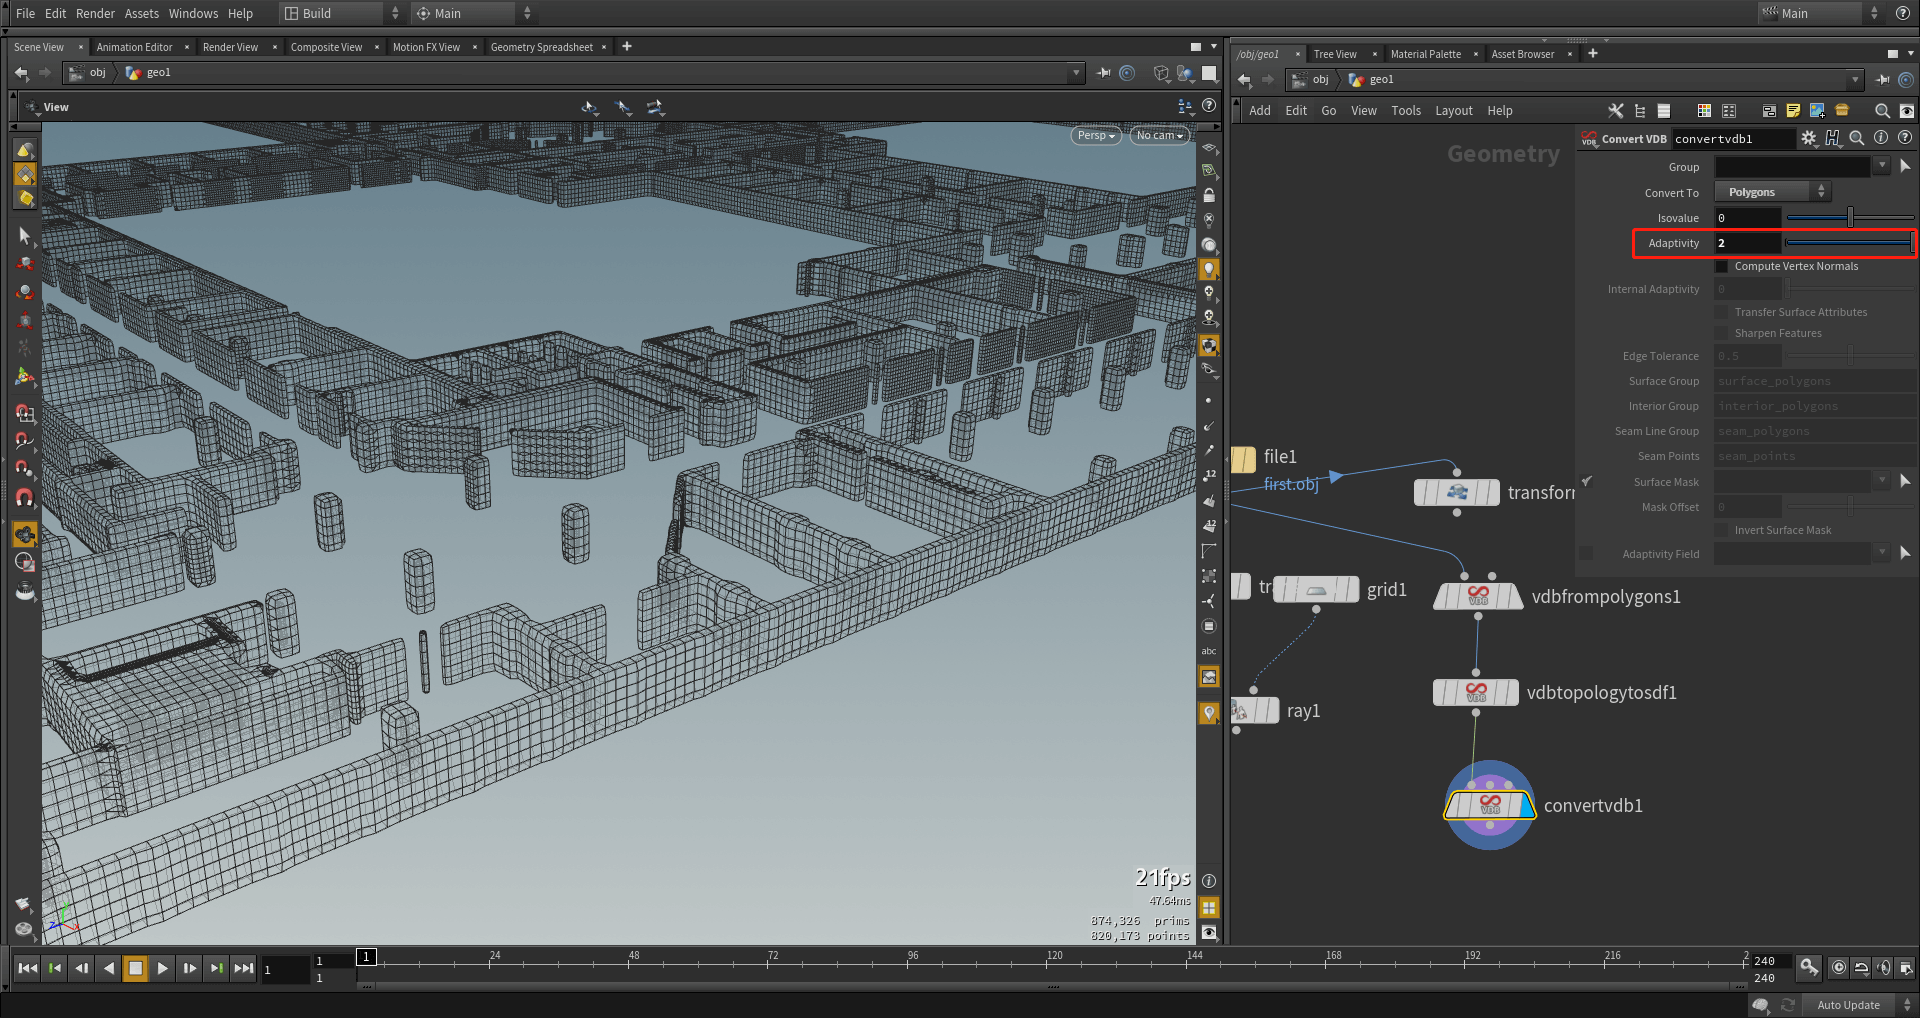 File Edit Render Assets Windows Help Build Main Main
Scene View Animation Editor Render View Composite View Motion FX View Geometry Spreadsheet
obj geo1
View
Persp No cam
12
12
abc
21fps
47.64ms
874,326 prims
820,173 points
/obj/geo1 Tree View Material Palette Asset Browser
obj geo1
Add Edit Go View Tools Layout Help
Geometry
Convert VDB convertvdb1
Group
Convert To Polygons
Isovalue 0
Adaptivity 2
Compute Vertex Normals
Internal Adaptivity 0
Transfer Surface Attributes
Sharpen Features
Edge Tolerance 0.5
Surface Group surface_polygons
Interior Group interior_polygons
Seam Line Group seam_polygons
Seam Points seam_points
Surface Mask
Mask Offset 0
Invert Surface Mask
Adaptivity Field
file1
first.obj
transfor
tr
grid1
vdbfrompolygons1
vdbtopologytosdf1
ray1
convertvdb1
1 1 1 1 24 48 72 96 120 144 168 192 216 2 240
240
Auto Update